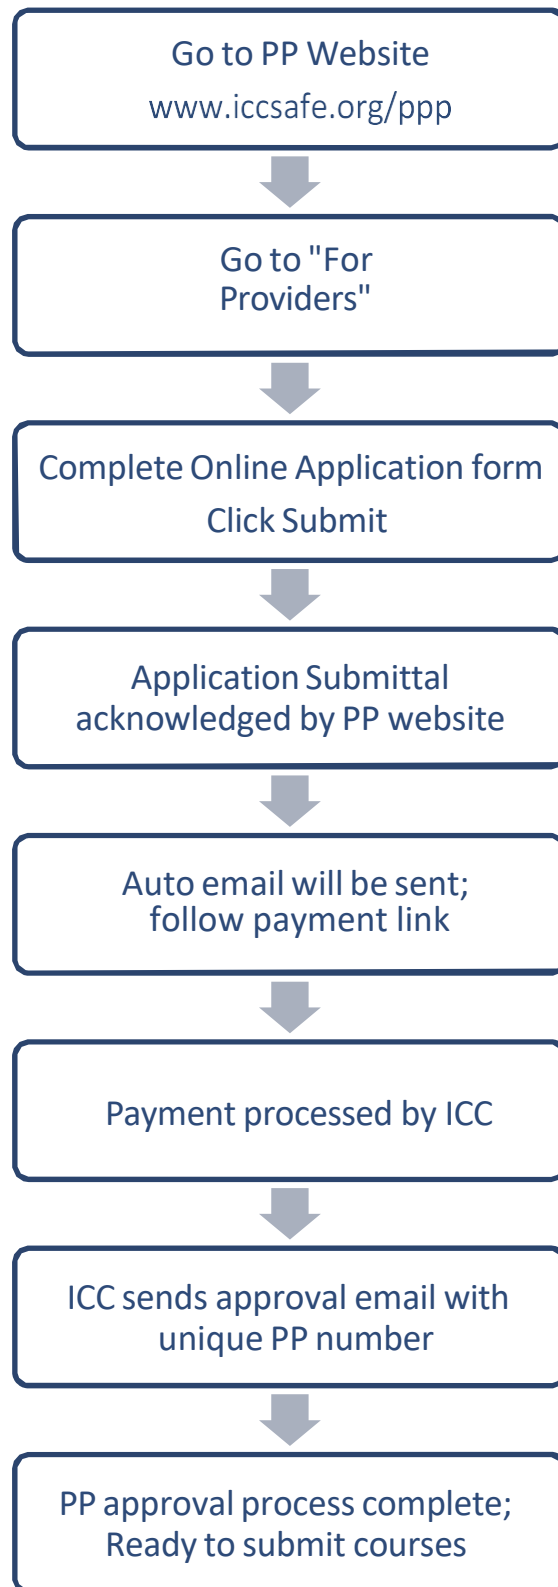 Go to PP Website
www.iccsafe.org/ppp
Go to "For
Providers"
Complete Online Application form
Click Submit
Application Submittal
acknowledged by PP website
Auto email will be sent;
follow payment link
Payment processed by ICC
ICC sends approval email with
unique PP number
PP approval process complete;
Ready to submit courses